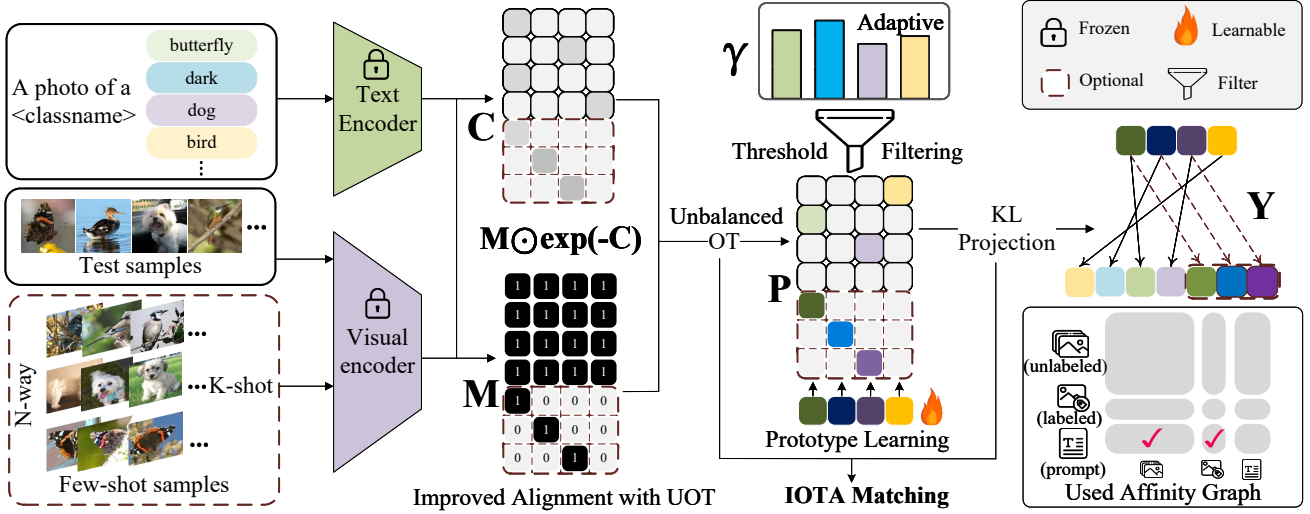 A photo of a
<classname>
butterfly
dark
dog
bird
Test samples
N-way
K-shot
Few-shot samples
Text
Encoder
Visual
encoder
C
M⊙exp(-C)
1 1 1 1
1 1 1 1
1 1 1 1
1 1 1 1
M
1 0 0 0
0 1 0 0
0 0 1 0
Improved Alignment with UOT
Unbalanced
OT
γ
Adaptive
Threshold
Filtering
P
Prototype Learning
IOTA Matching
KL
Projection
Frozen
Learnable
Optional
Filter
Y
(unlabeled)
(labeled)
(prompt)
Used Affinity Graph